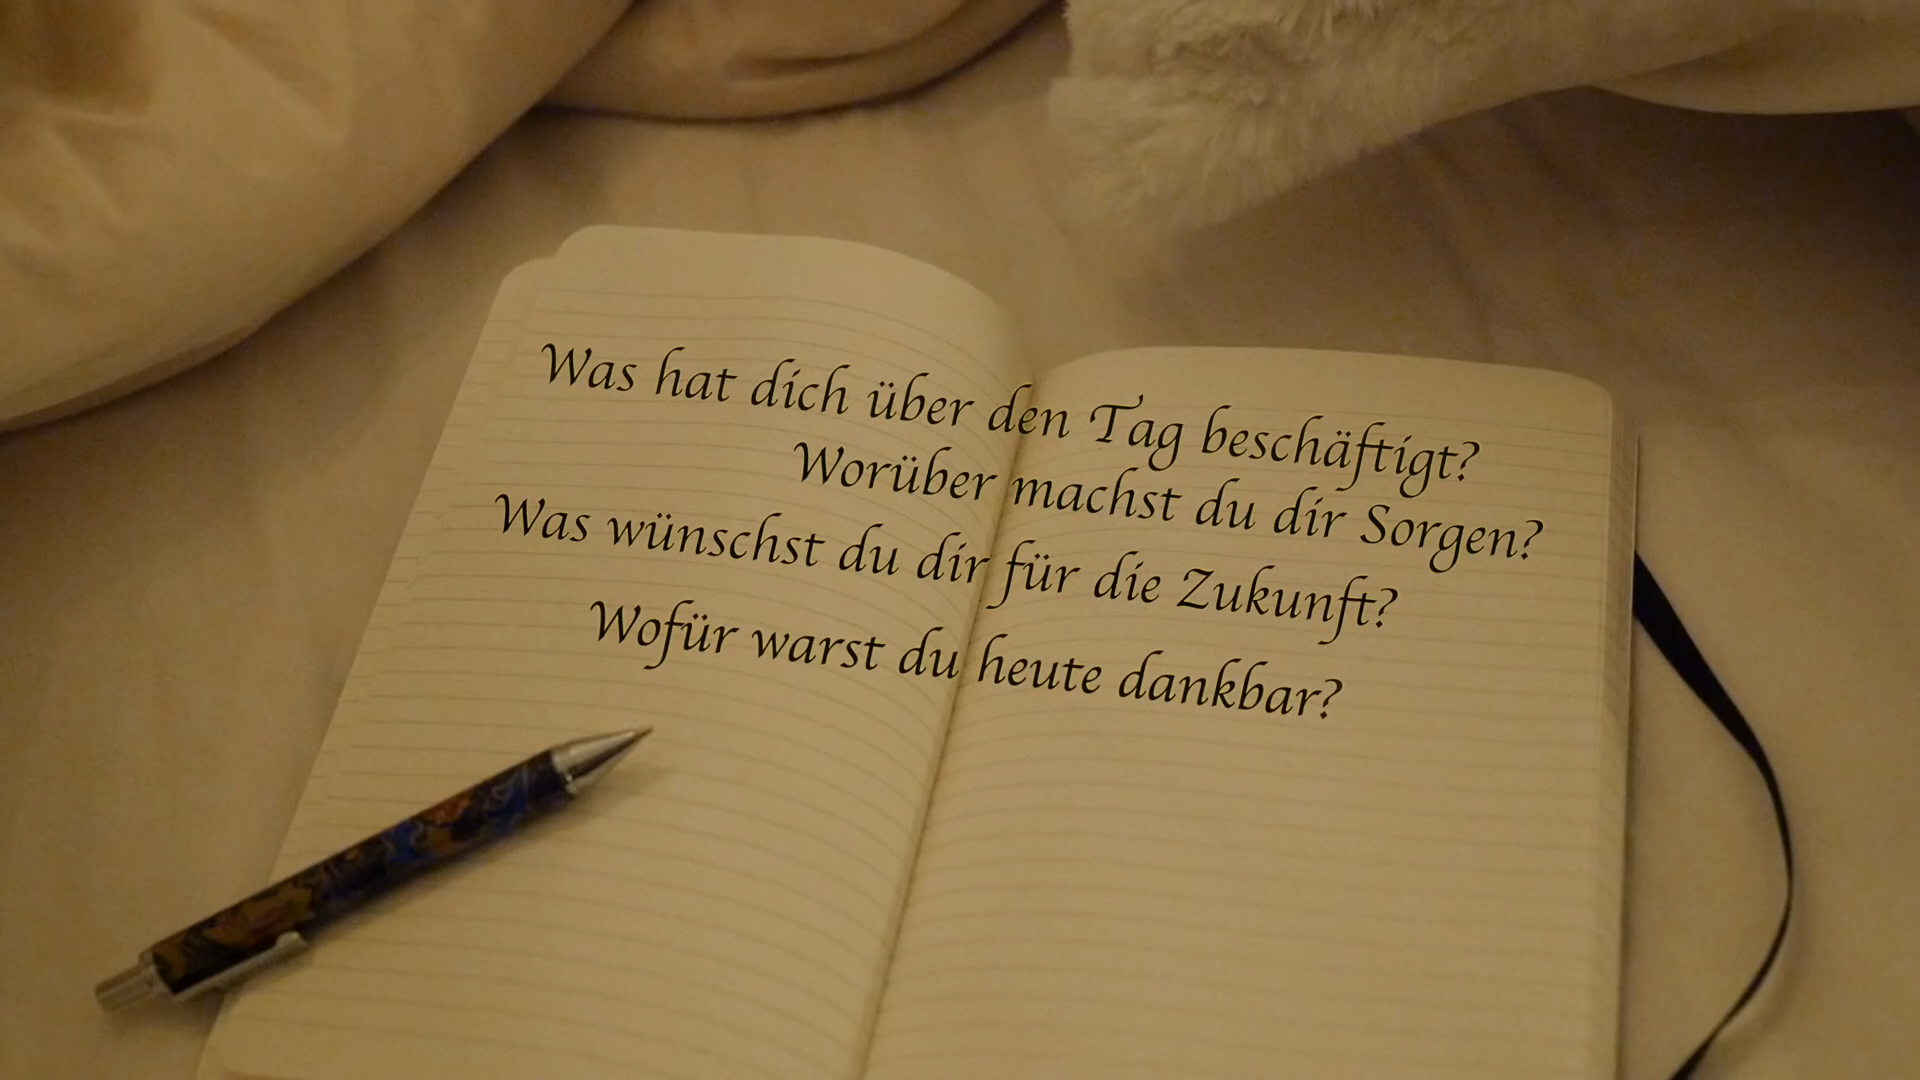 Was hat dich über den Tag beschäftigt?
Worüber machst du dir Sorgen?
Was wünschst du dir für die Zukunft?
Wofür warst du heute dankbar?